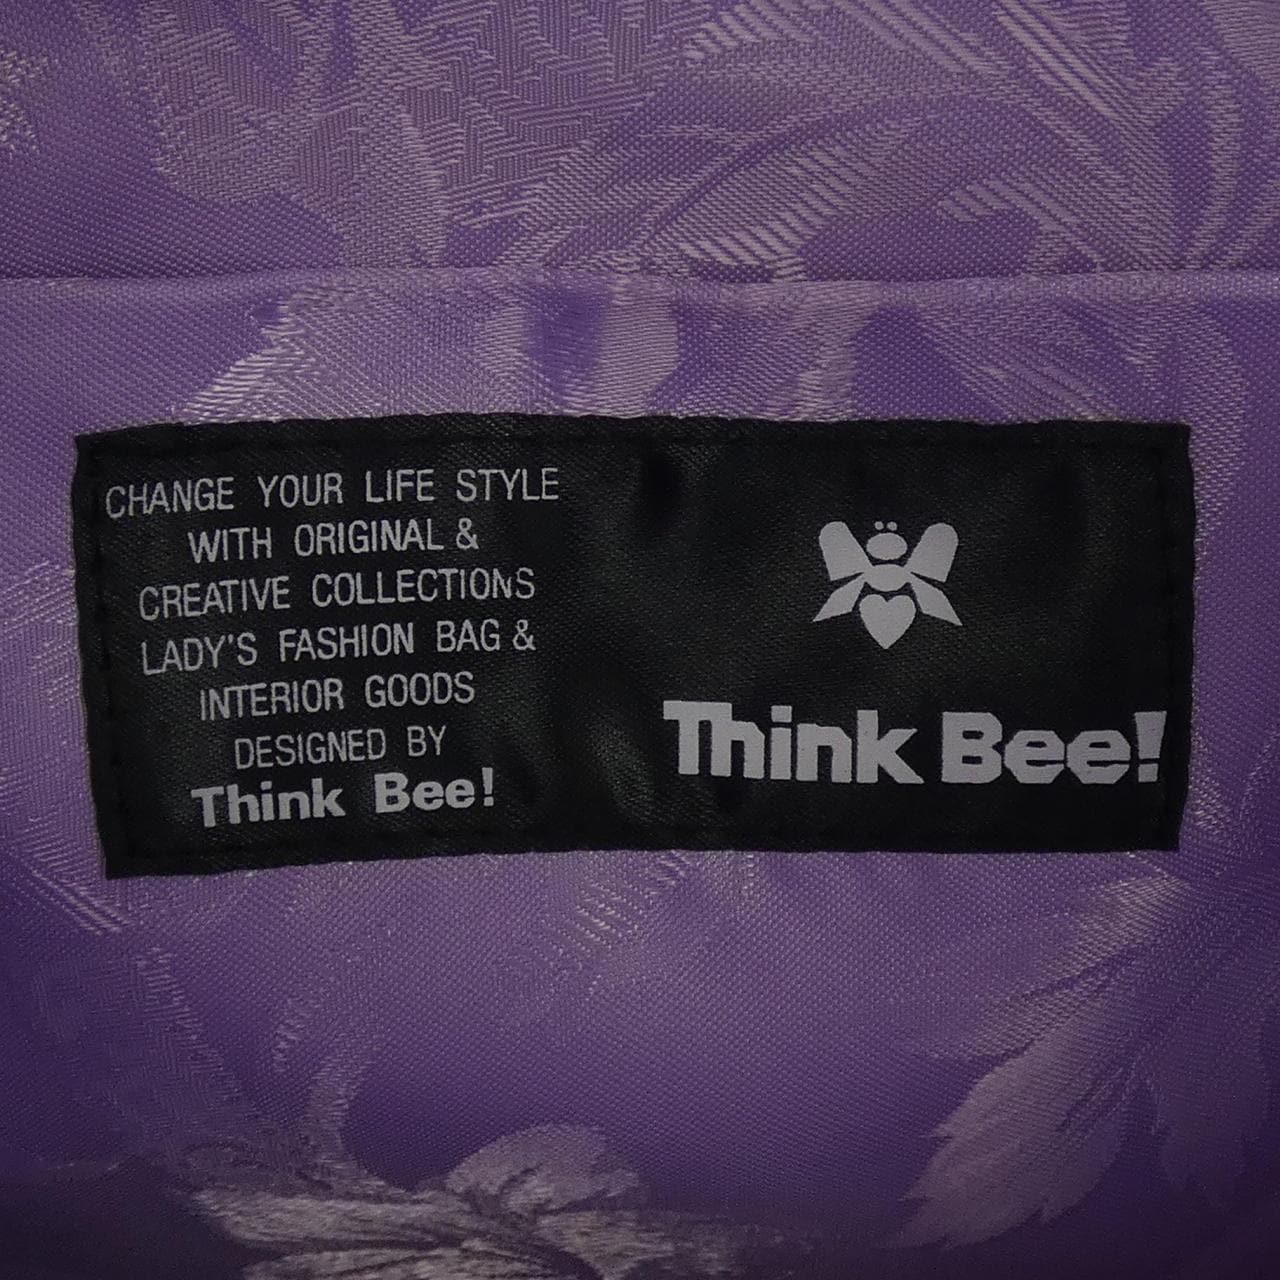 CHANGE YOUR LIFE STYLE
WITH ORIGINAL &
CREATIVE COLLECTIONS
LADY'S FASHION BAG &
INTERIOR GOODS
DESIGNED BY
Think Bee!
Think Bee!